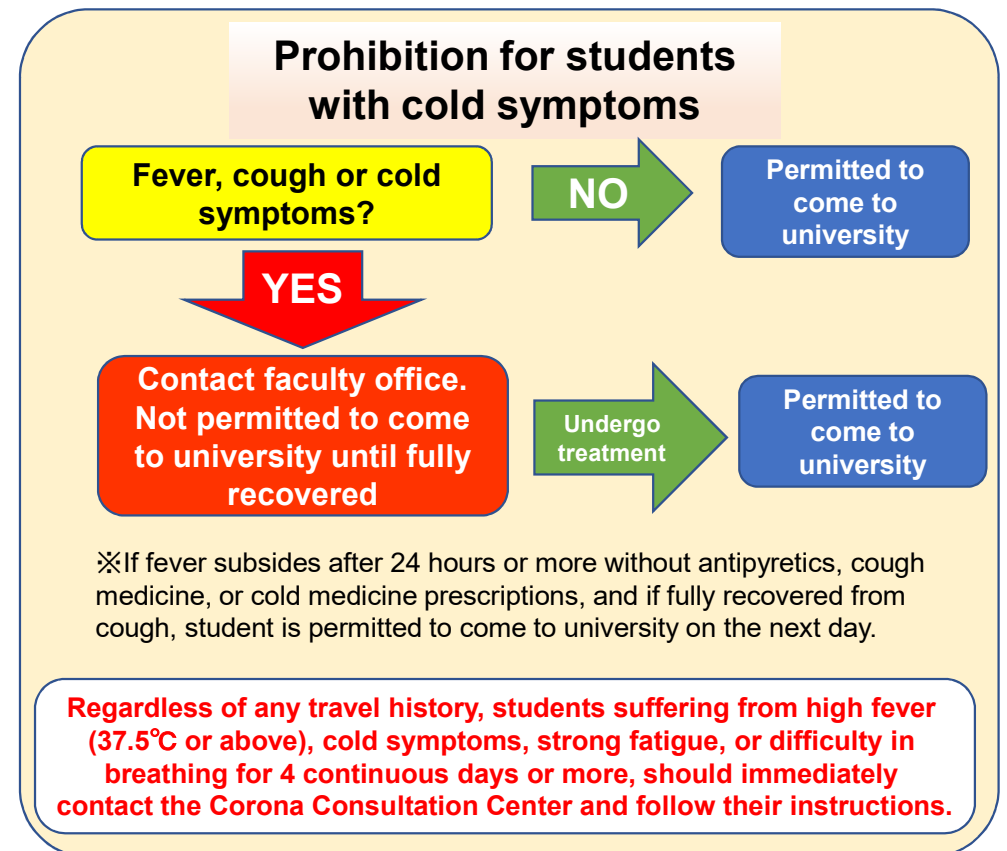 Prohibition for students
with cold symptoms
Fever, cough or cold
symptoms?
NO
Permitted to
come to
university
YES
Contact faculty office.
Not permitted to come
to university until fully
recovered
Undergo
treatment
Permitted to
come to
university
※If fever subsides after 24 hours or more without antipyretics, cough
medicine, or cold medicine prescriptions, and if fully recovered from
cough, student is permitted to come to university on the next day.
Regardless of any travel history, students suffering from high fever
(37.5℃ or above), cold symptoms, strong fatigue, or difficulty in
breathing for 4 continuous days or more, should immediately
contact the Corona Consultation Center and follow their instructions.